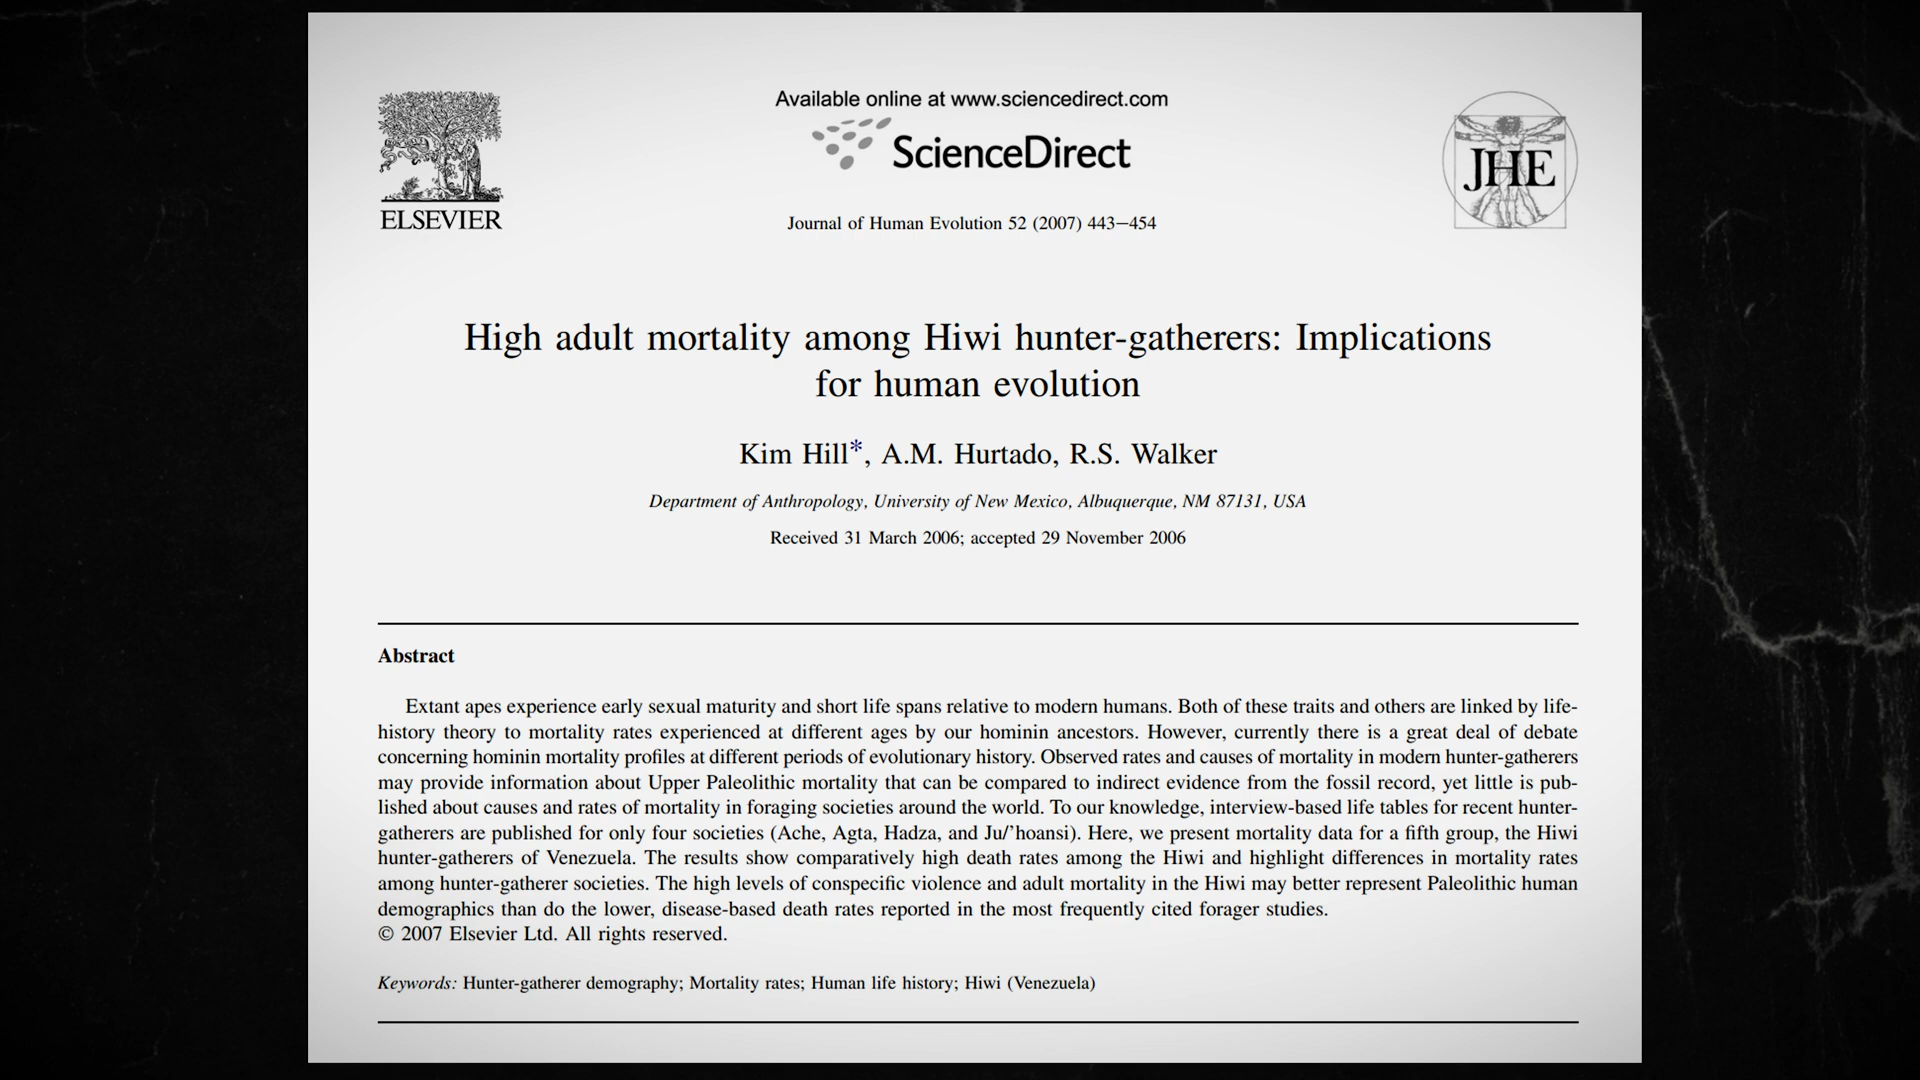 Available online at www.sciencedirect.com
ScienceDirect
ELSEVIER
JHE
Journal of Human Evolution 52 (2007) 443–454
High adult mortality among Hiwi hunter-gatherers: Implications
for human evolution
Kim Hill*, A.M. Hurtado, R.S. Walker
Department of Anthropology, University of New Mexico, Albuquerque, NM 87131, USA
Received 31 March 2006; accepted 29 November 2006
Abstract
Extant apes experience early sexual maturity and short life spans relative to modern humans. Both of these traits and others are linked by life-
history theory to mortality rates experienced at different ages by our hominin ancestors. However, currently there is a great deal of debate
concerning hominin mortality profiles at different periods of evolutionary history. Observed rates and causes of mortality in modern hunter-gatherers
may provide information about Upper Paleolithic mortality that can be compared to indirect evidence from the fossil record, yet little is pub-
lished about causes and rates of mortality in foraging societies around the world. To our knowledge, interview-based life tables for recent hunter-
gatherers are published for only four societies (Ache, Agta, Hadza, and Ju/'hoansi). Here, we present mortality data for a fifth group, the Hiwi
hunter-gatherers of Venezuela. The results show comparatively high death rates among the Hiwi and highlight differences in mortality rates
among hunter-gatherer societies. The high levels of conspecific violence and adult mortality in the Hiwi may better represent Paleolithic human
demographics than do the lower, disease-based death rates reported in the most frequently cited forager studies.
© 2007 Elsevier Ltd. All rights reserved.
Keywords: Hunter-gatherer demography; Mortality rates; Human life history; Hiwi (Venezuela)